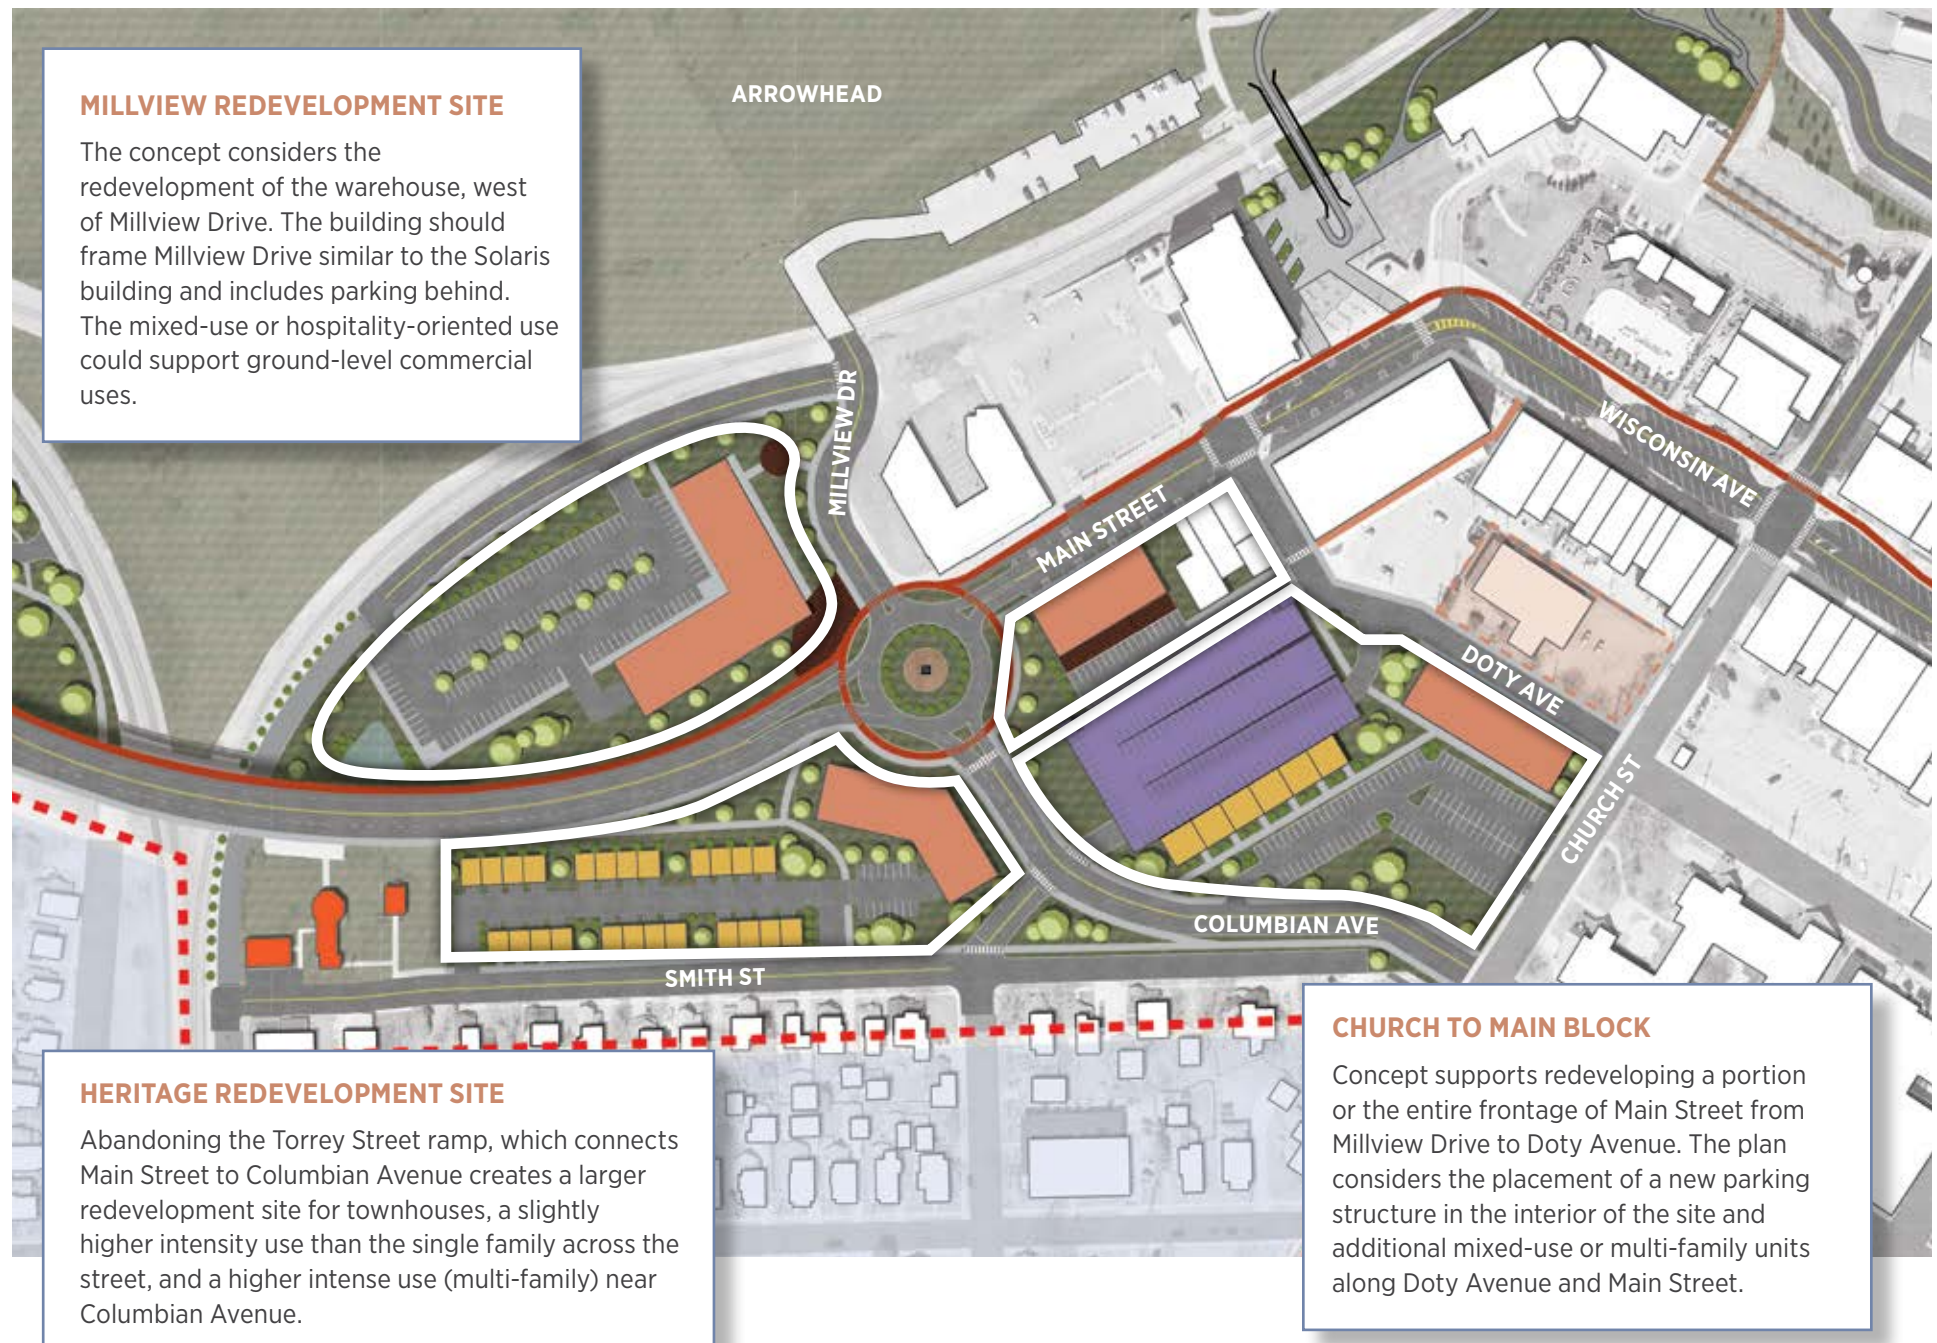 MILLVIEW REDEVELOPMENT SITE
The concept considers the
redevelopment of the warehouse, west
of Millview Drive. The building should
frame Millview Drive similar to the Solaris
building and includes parking behind.
The mixed-use or hospitality-oriented use
could support ground-level commercial
uses.
ARROWHEAD
MILLVIEW DR
WISCONSIN AVE
MAIN STREET
DOTY AVE
CHURCH ST
COLUMBIAN AVE
SMITH ST
HERITAGE REDEVELOPMENT SITE
Abandoning the Torrey Street ramp, which connects
Main Street to Columbian Avenue creates a larger
redevelopment site for townhouses, a slightly
higher intensity use than the single family across the
street, and a higher intense use (multi-family) near
Columbian Avenue.
CHURCH TO MAIN BLOCK
Concept supports redeveloping a portion
or the entire frontage of Main Street from
Millview Drive to Doty Avenue. The plan
considers the placement of a new parking
structure in the interior of the site and
additional mixed-use or multi-family units
along Doty Avenue and Main Street.